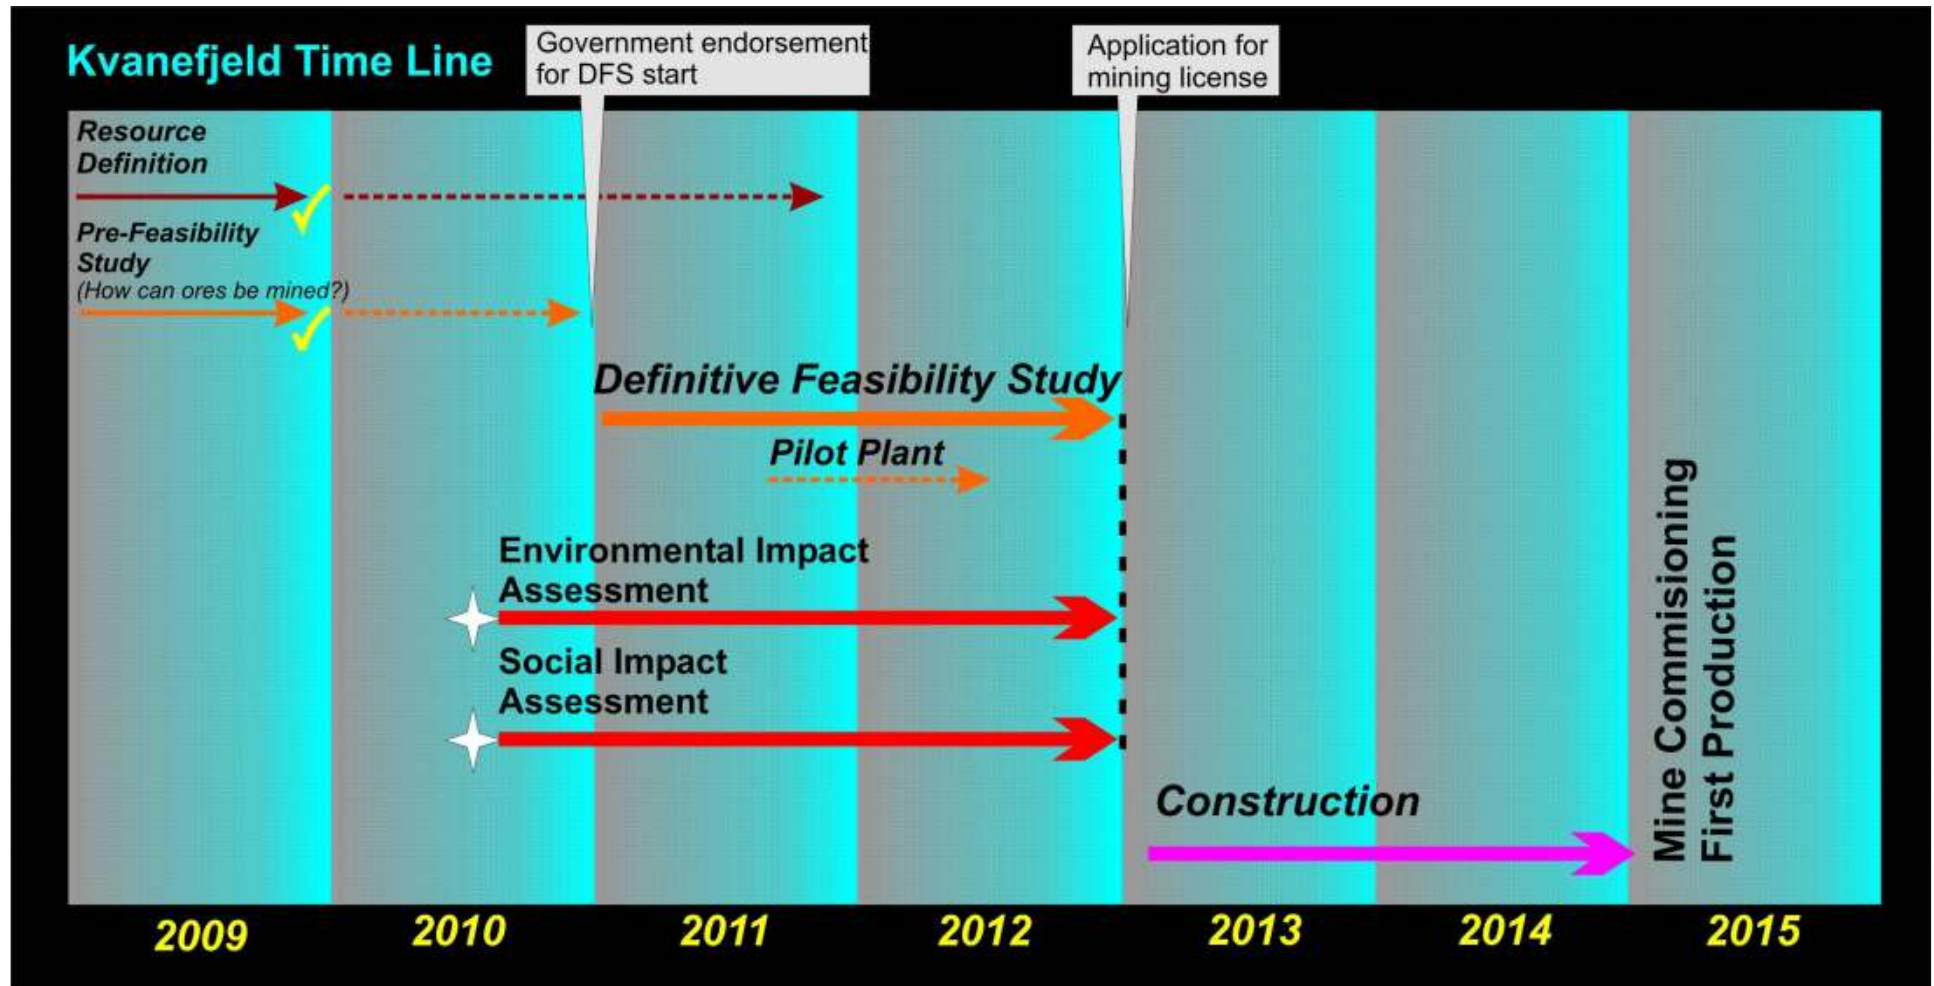 Kvanefjeld Time Line
Government endorsement
for DFS start
Application for
mining license
Resource
Definition
Pre-Feasibility
Study
(How can ores be mined?)
Definitive Feasibility Study
Pilot Plant
Environmental Impact
Assessment
Social Impact
Assessment
Construction
Mine Commisioning
First Production
2009
2010
2011
2012
2013
2014
2015